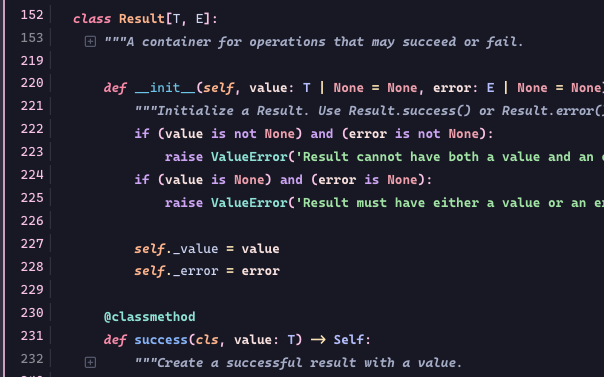 152 class Result[T, E]:
153 """A container for operations that may succeed or fail.
219
220 def __init__(self, value: T | None = None, error: E | None = None)
221 """Initialize a Result. Use Result.success() or Result.error()
222 if (value is not None) and (error is not None):
223 raise ValueError('Result cannot have both a value and an
224 if (value is None) and (error is None):
225 raise ValueError('Result must have either a value or an
226
227 self._value = value
228 self._error = error
229
230 @classmethod
231 def success(cls, value: T) -> Self:
232 """Create a successful result with a value.